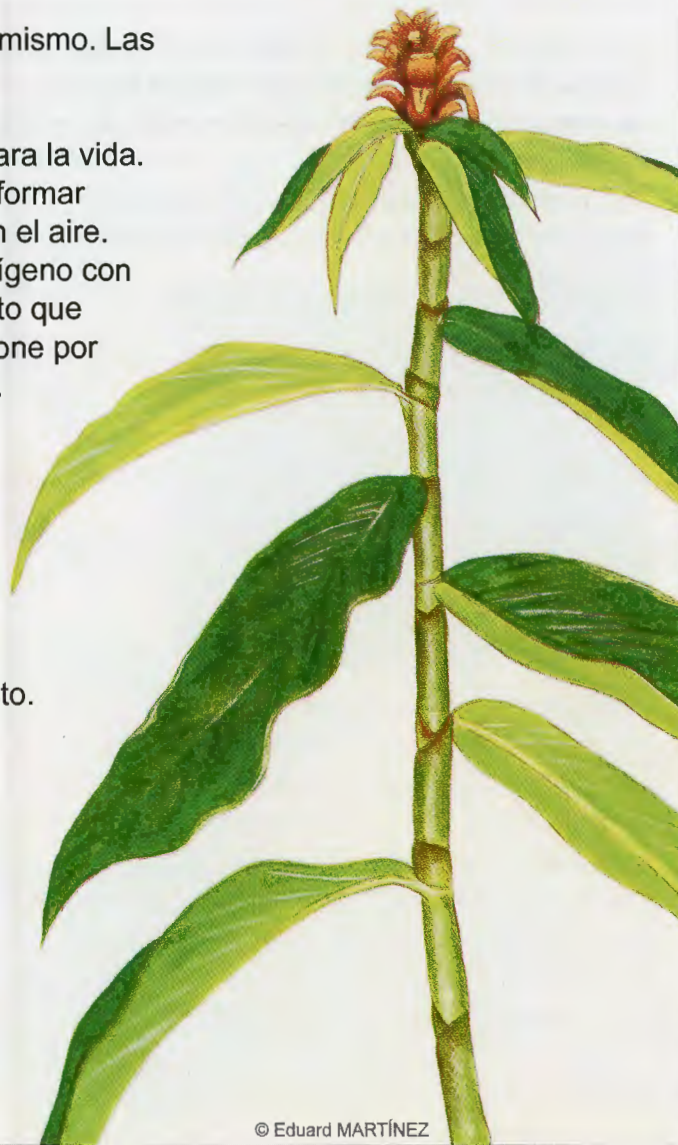 mismo. Las
ara la vida.
formar
n el aire.
ígeno con
to que
one por
to.
© Eduard MARTÍNEZ